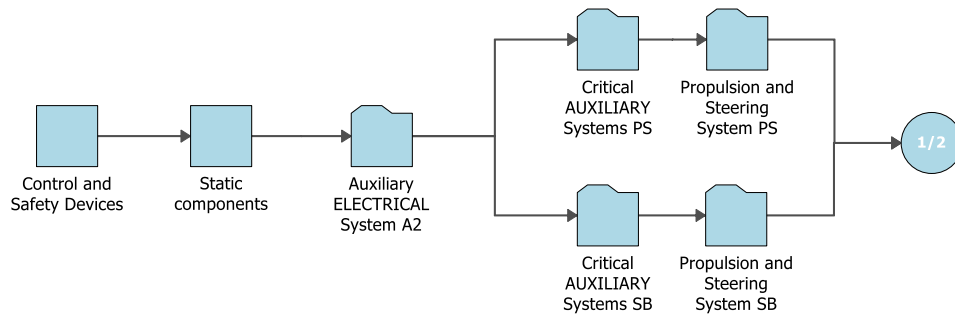 Critical
AUXILIARY
Systems PS
Propulsion and
Steering
System PS
Control and
Safety Devices
Static
components
Auxiliary
ELECTRICAL
System A2
1/2
Critical
AUXILIARY
Systems SB
Propulsion and
Steering
System SB